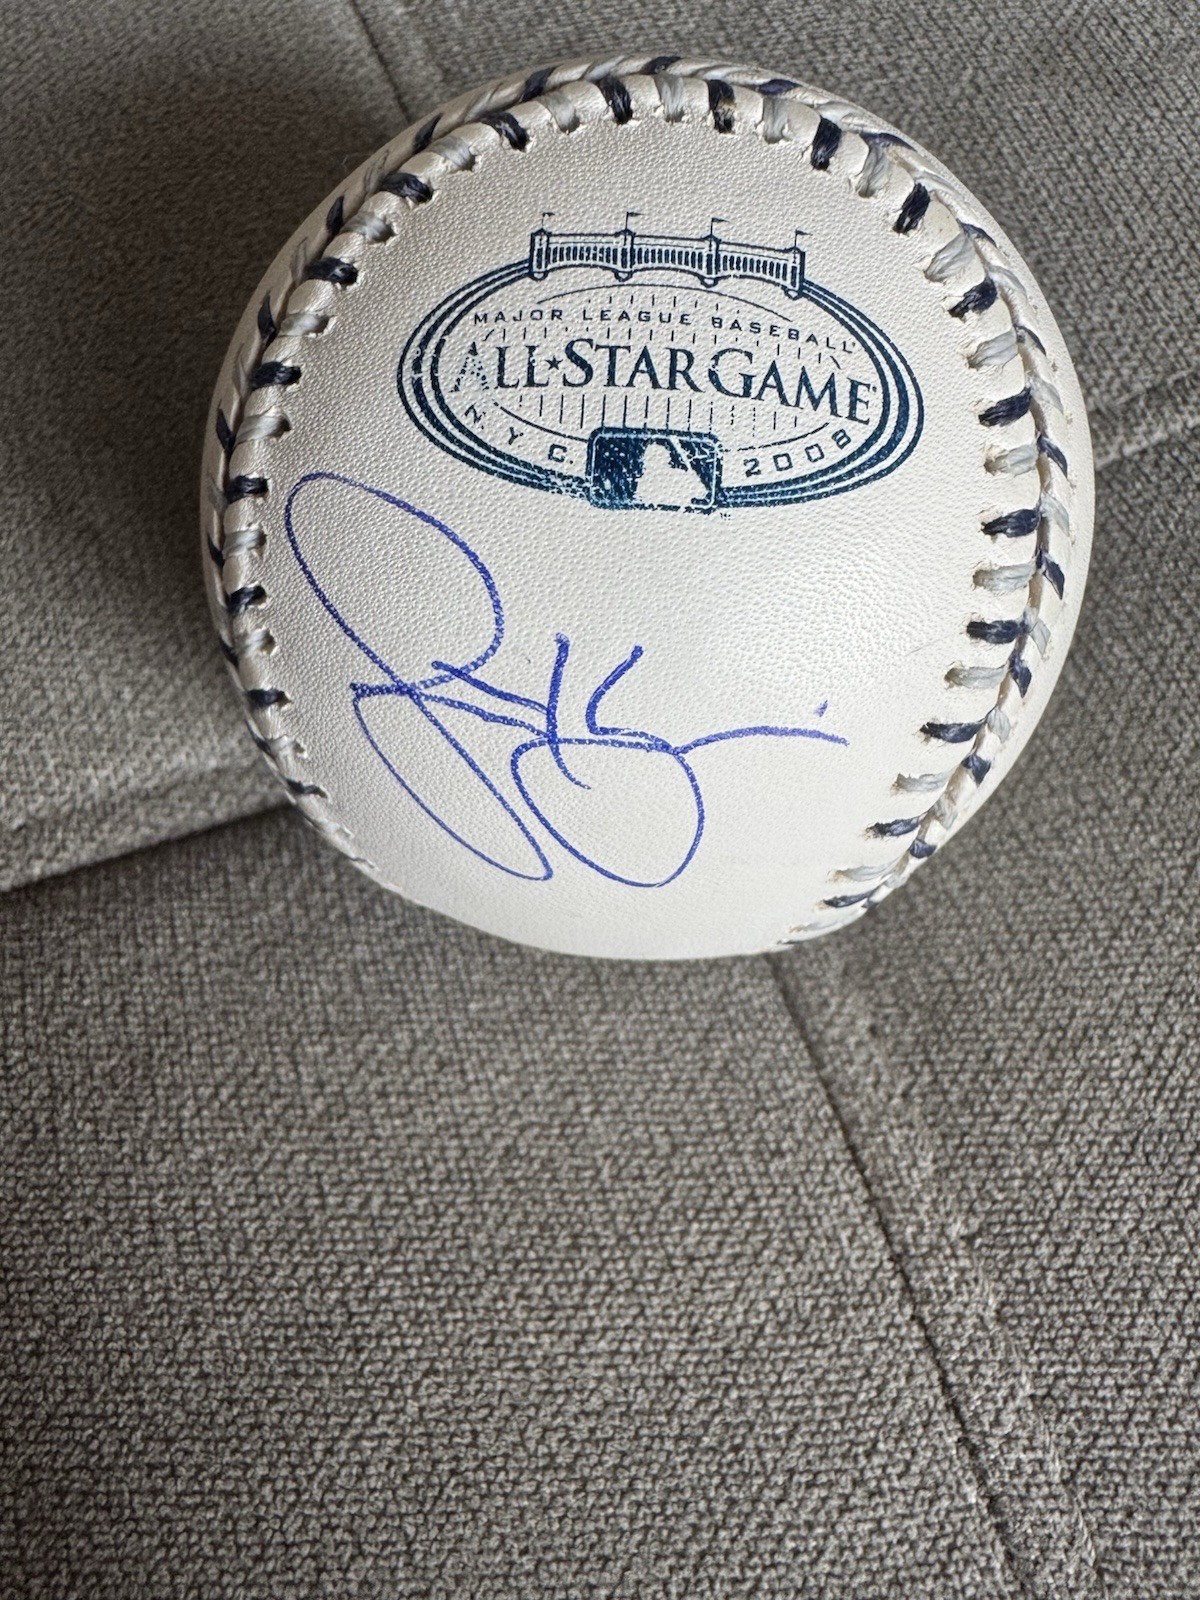 MAJOR LEAGUE BASEBALL
ALL★STAR GAME
N.Y.C. 2008